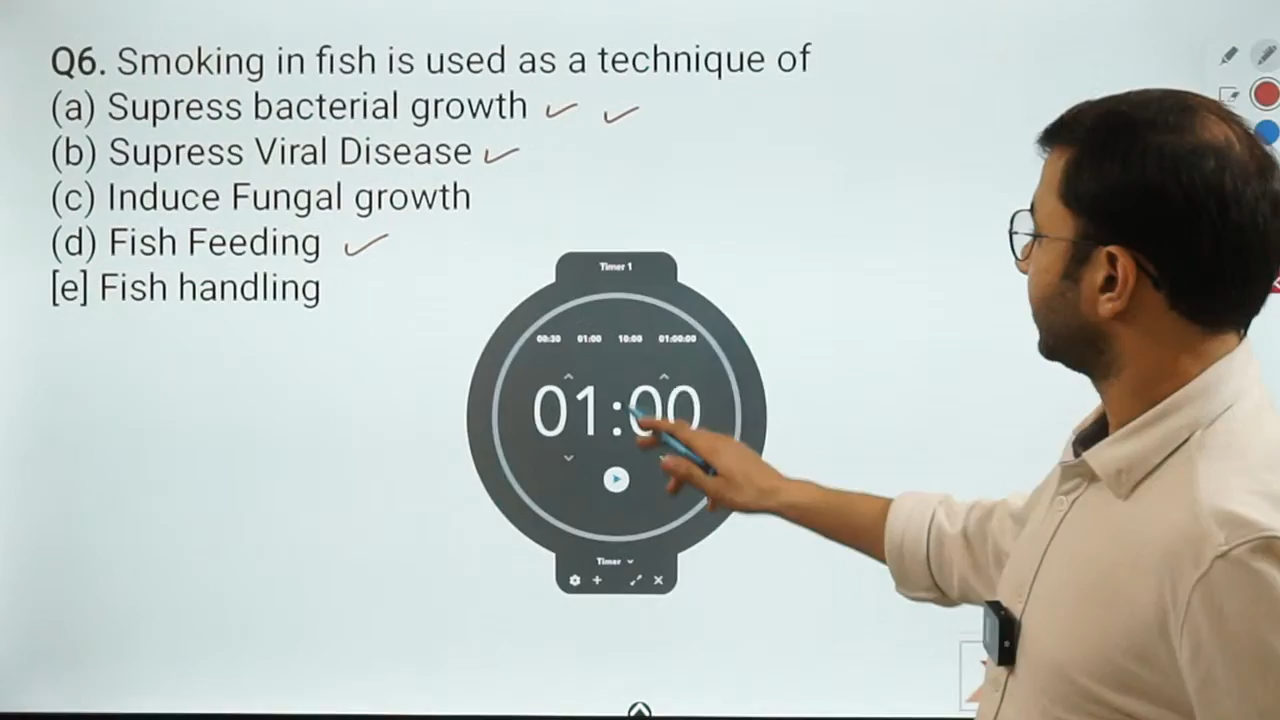 Q6. Smoking in fish is used as a technique of
(a) Supress bacterial growth
(b) Supress Viral Disease
(c) Induce Fungal growth
(d) Fish Feeding
[e] Fish handling
Timer 1
00:30 01:00 10:00 01:00:00
01:00
Timer